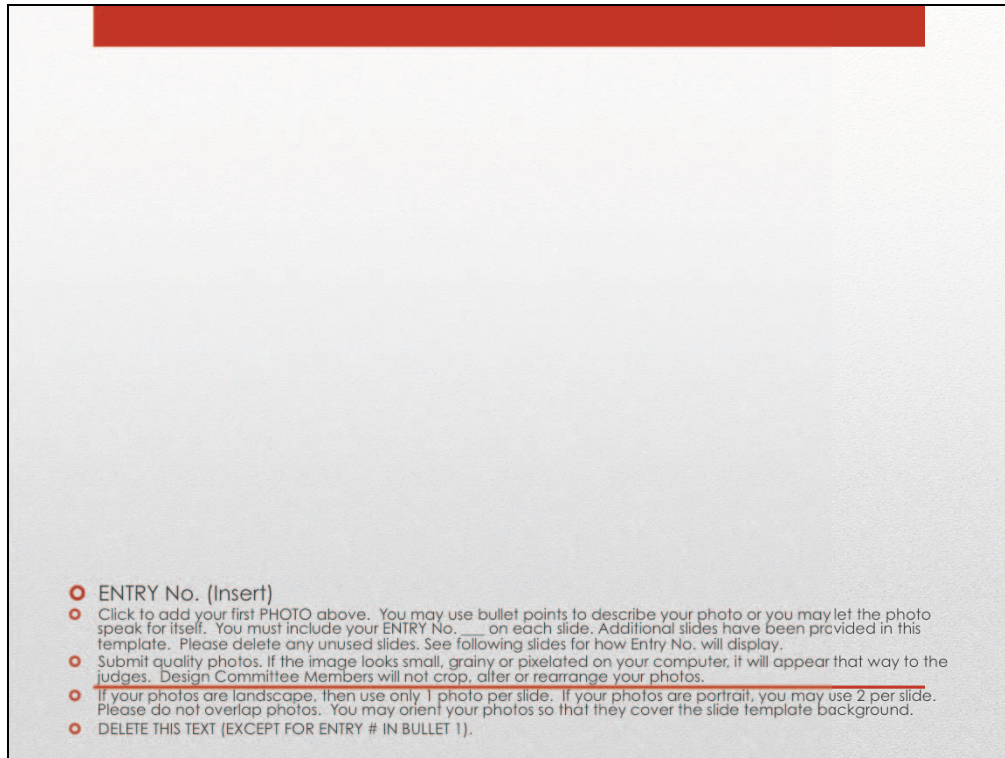 ENTRY No. (Insert)
Click to add your first PHOTO above.  You may use bullet points to describe your photo or you may let the photo
speak for itself.  You must include your ENTRY No. ___ on each slide. Additional slides have been provided in this
template.  Please delete any unused slides. See following slides for how Entry No. will display.
Submit quality photos. If the image looks small, grainy or pixelated on your computer, it will appear that way to the
judges.  Design Committee Members will not crop, alter or rearrange your photos.
If your photos are landscape, then use only 1 photo per slide.  If your photos are portrait, you may use 2 per slide.
Please do not overlap photos.  You may orient your photos so that they cover the slide template background.
DELETE THIS TEXT (EXCEPT FOR ENTRY # IN BULLET 1).